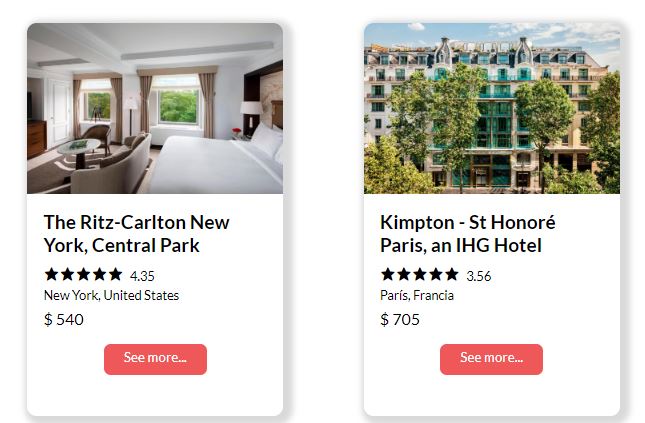 The Ritz-Carlton New
York, Central Park
★★★★★ 4.35
New York, United States
$ 540
See more...
Kimpton - St Honoré
Paris, an IHG Hotel
★★★★★ 3.56
París, Francia
$ 705
See more...